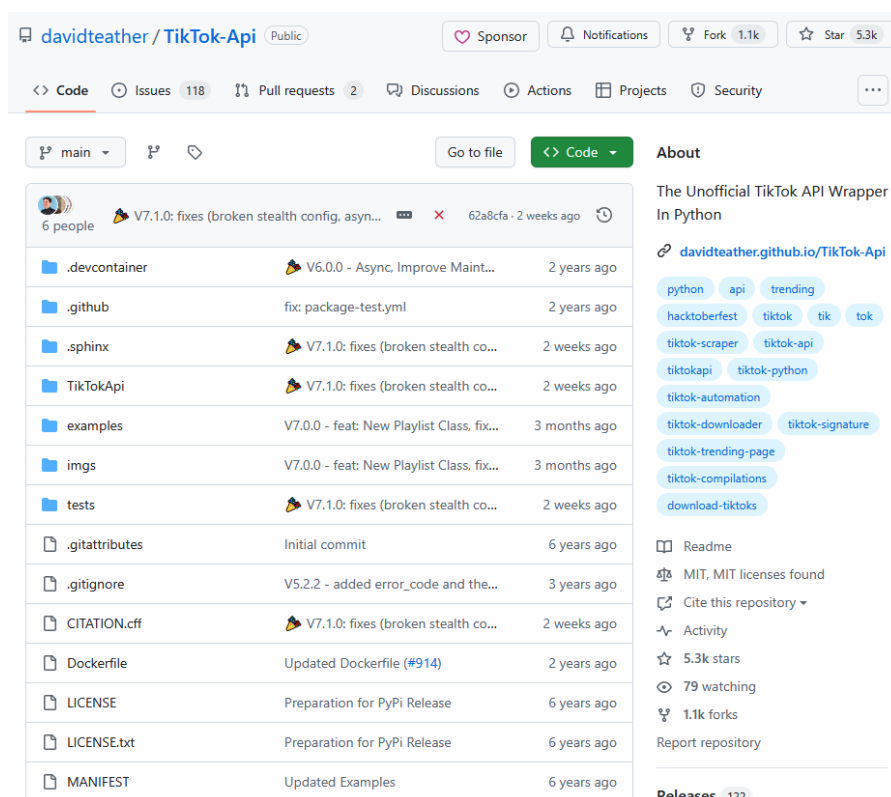 davidteather / TikTok-Api Public Sponsor Notifications Fork 1.1k Star 5.3k
Code Issues 118 Pull requests 2 Discussions Actions Projects Security ...
main Go to file Code
6 people V7.1.0: fixes (broken stealth config, asyn... 62a8cfa · 2 weeks ago
.devcontainer V6.0.0 - Async, Improve Maint... 2 years ago
.github fix: package-test.yml 2 years ago
.sphinx V7.1.0: fixes (broken stealth co... 2 weeks ago
TikTokApi V7.1.0: fixes (broken stealth co... 2 weeks ago
examples V7.0.0 - feat: New Playlist Class, fix... 3 months ago
imgs V7.0.0 - feat: New Playlist Class, fix... 3 months ago
tests V7.1.0: fixes (broken stealth co... 2 weeks ago
.gitattributes Initial commit 6 years ago
.gitignore V5.2.2 - added error_code and the... 3 years ago
CITATION.cff V7.1.0: fixes (broken stealth co... 2 weeks ago
Dockerfile Updated Dockerfile (#914) 2 years ago
LICENSE Preparation for PyPi Release 6 years ago
LICENSE.txt Preparation for PyPi Release 6 years ago
MANIFEST Updated Examples 6 years ago
About
The Unofficial TikTok API Wrapper
In Python
davidteather.github.io/TikTok-Api
python api trending
hacktoberfest tiktok tik tok
tiktok-scraper tiktok-api
tiktokapi tiktok-python
tiktok-automation
tiktok-downloader tiktok-signature
tiktok-trending-page
tiktok-compilations
download-tiktoks
Readme
MIT, MIT licenses found
Cite this repository
Activity
5.3k stars
79 watching
1.1k forks
Report repository
Releases 122